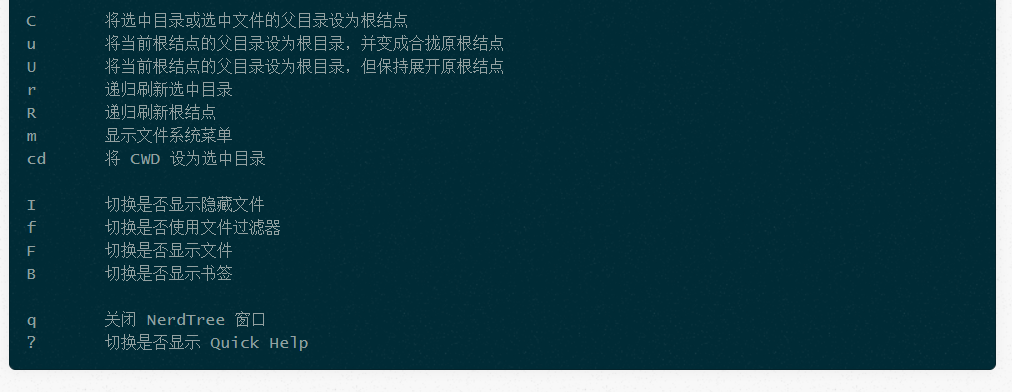 C 将选中目录或选中文件的父目录设为根结点
u 将当前根结点的父目录设为根目录，并变成合拢原根结点
U 将当前根结点的父目录设为根目录，但保持展开原根结点
r 递归刷新选中目录
R 递归刷新根结点
m 显示文件系统菜单
cd 将 CWD 设为选中目录
I 切换是否显示隐藏文件
f 切换是否使用文件过滤器
F 切换是否显示文件
B 切换是否显示书签
q 关闭 NerdTree 窗口
? 切换是否显示 Quick Help